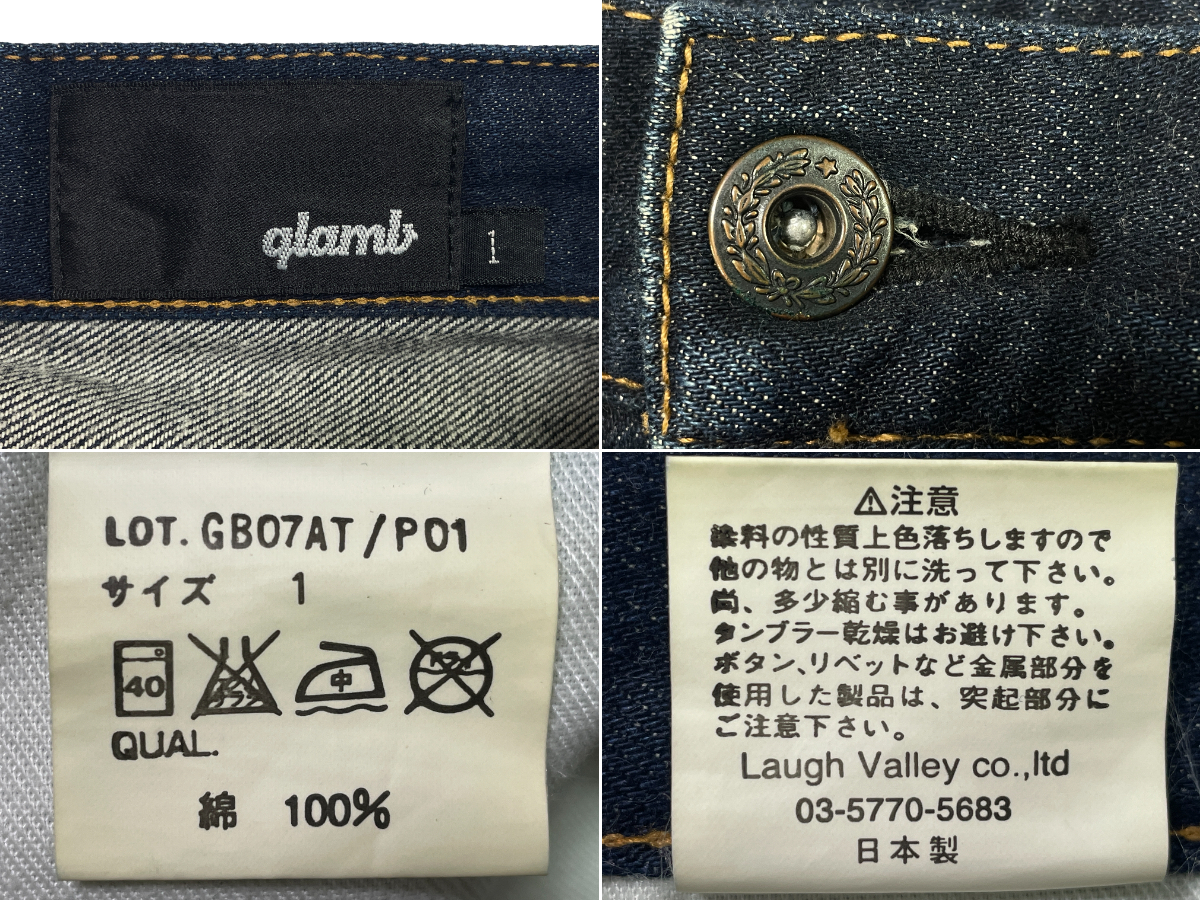 glamb
1
LOT. GB07AT/P01
サイズ 1
40
中
QUAL.
綿 100%
⚠注意
染料の性質上色落ちしますので
他の物とは別に洗って下さい。
尚、多少縮む事があります。
タンブラー乾燥はお避け下さい。
ボタン、リベットなど金属部分を
使用した製品は、突起部分に
ご注意下さい。
Laugh Valley co.,ltd
03-5770-5683
日本製